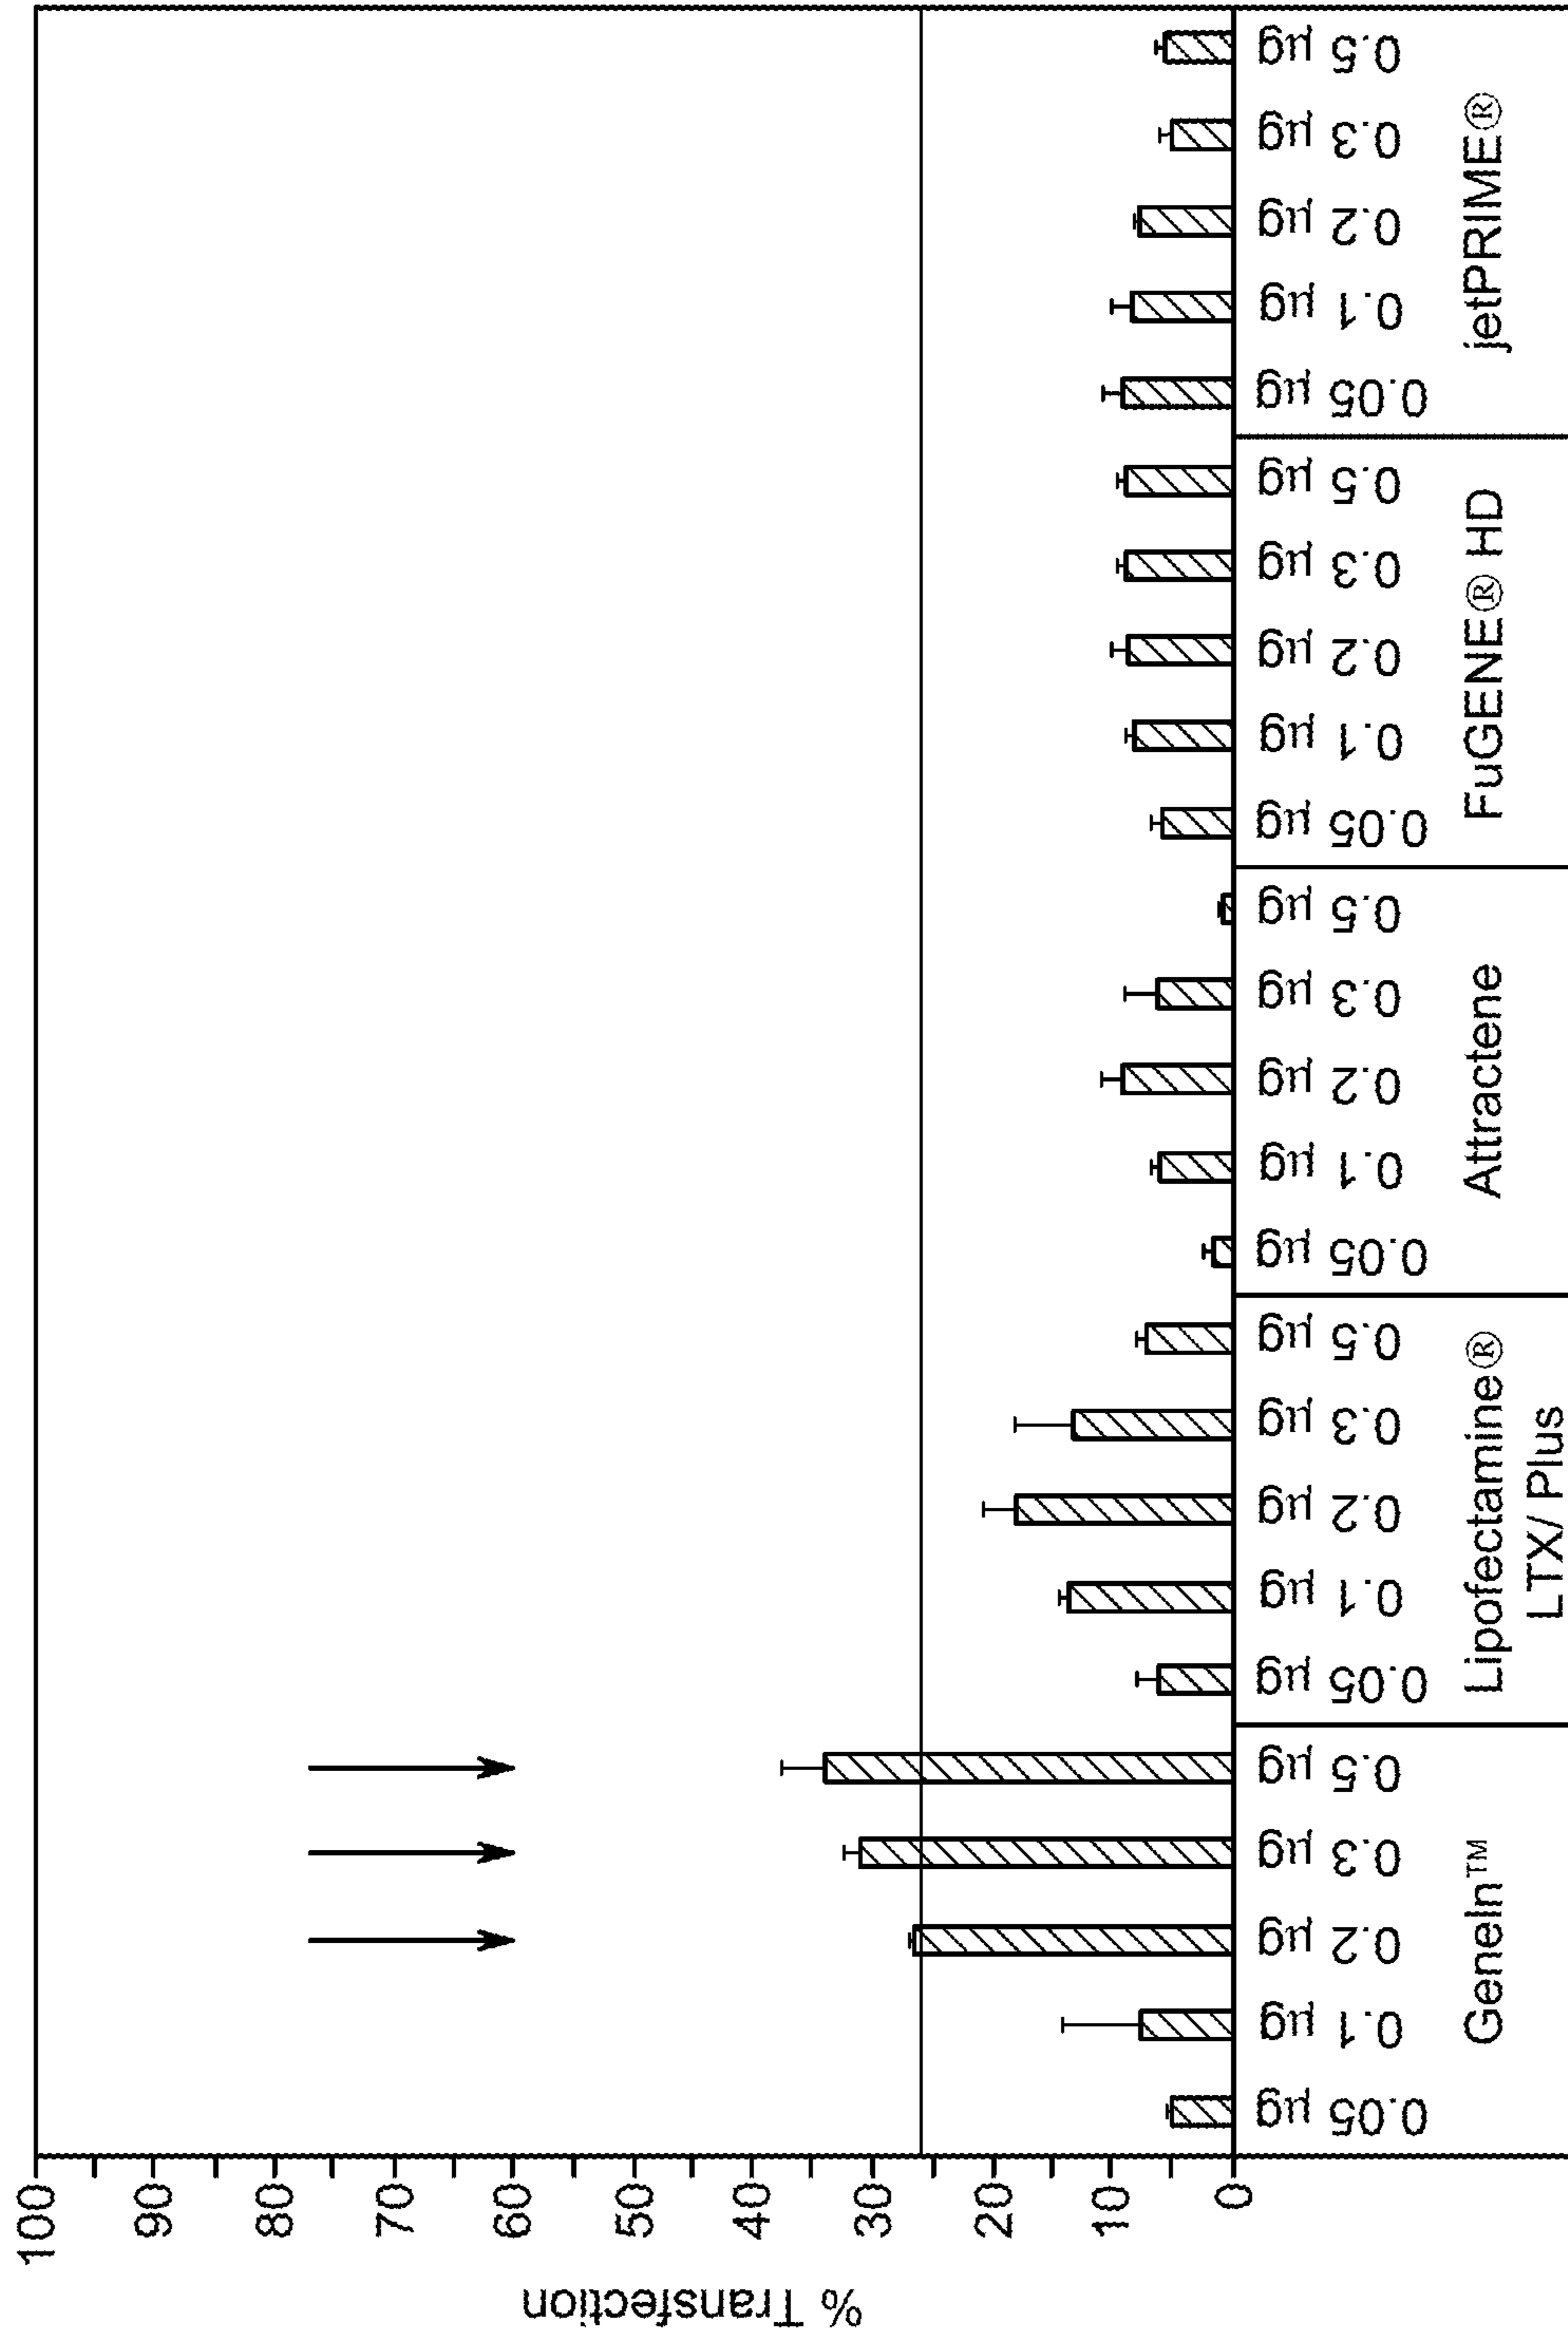 % Transfection
100
90
80
70
60
50
40
30
20
10
0
0.05 µg
0.1 µg
0.2 µg
0.3 µg
0.5 µg
0.05 µg
0.1 µg
0.2 µg
0.3 µg
0.5 µg
0.05 µg
0.1 µg
0.2 µg
0.3 µg
0.5 µg
0.05 µg
0.1 µg
0.2 µg
0.3 µg
0.5 µg
0.05 µg
0.1 µg
0.2 µg
0.3 µg
0.5 µg
GeneIn™
Lipofectamine®
LTX/ Plus
Attractene
FuGENE® HD
jetPRIME®